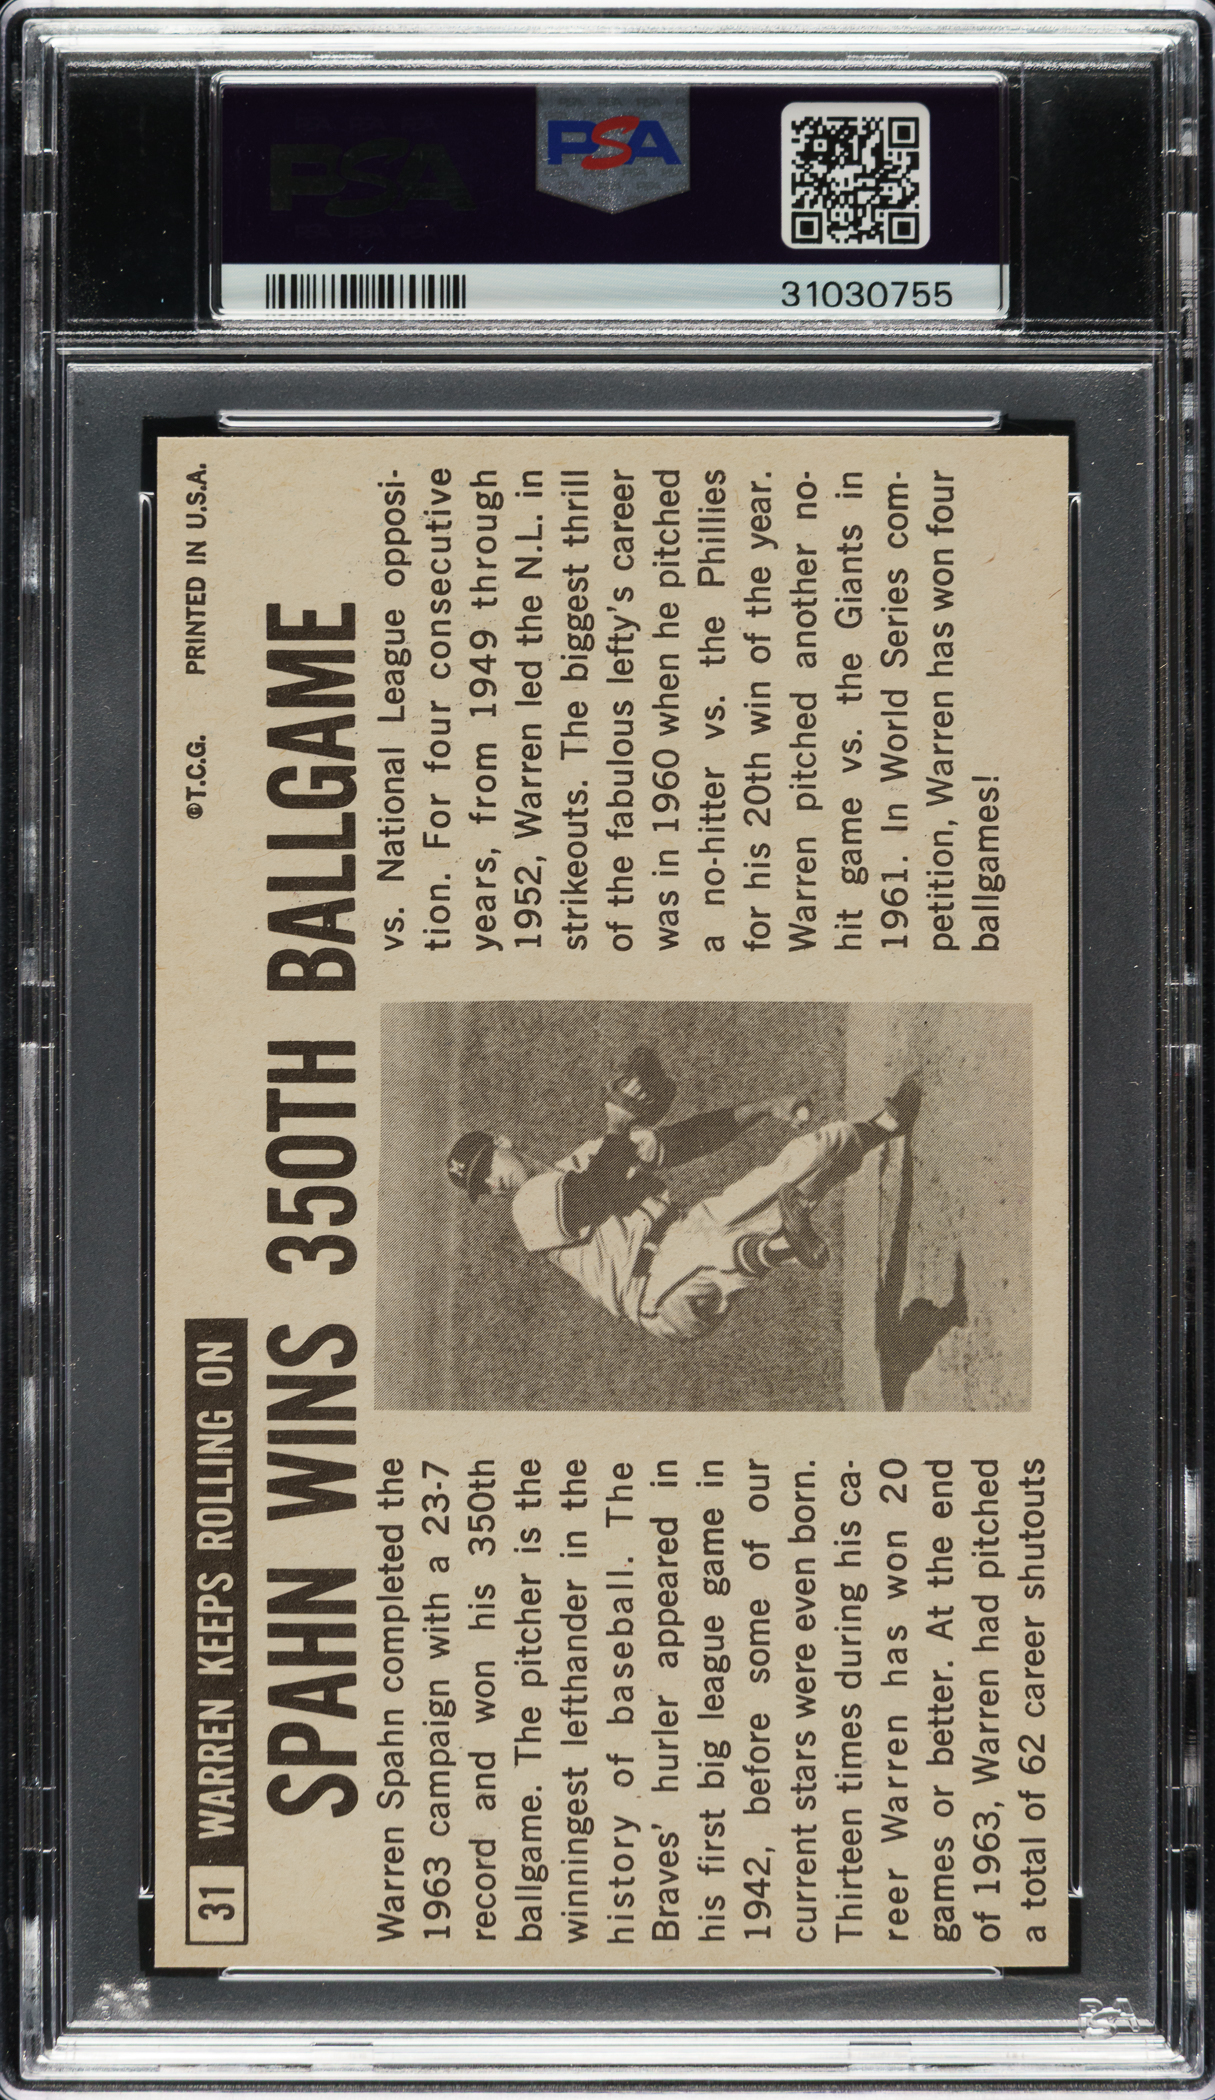 PSA
PSA
31030755
31
WARREN KEEPS ROLLING ON
©T.C.G.
PRINTED IN U.S.A.
SPAHN WINS 350TH BALLGAME
Warren Spahn completed the
1963 campaign with a 23-7
record and won his 350th
ballgame. The pitcher is the
winningest lefthander in the
history of baseball. The
Braves' hurler appeared in
his first big league game in
1942, before some of our
current stars were even born.
Thirteen times during his ca-
reer Warren has won 20
games or better. At the end
of 1963, Warren had pitched
a total of 62 career shutouts
M
vs. National League opposi-
tion. For four consecutive
years, from 1949 through
1952, Warren led the N.L. in
strikeouts. The biggest thrill
of the fabulous lefty's career
was in 1960 when he pitched
a no-hitter vs. the Phillies
for his 20th win of the year.
Warren pitched another no-
hit game vs. the Giants in
1961. In World Series com-
petition, Warren has won four
ballgames!
PSA